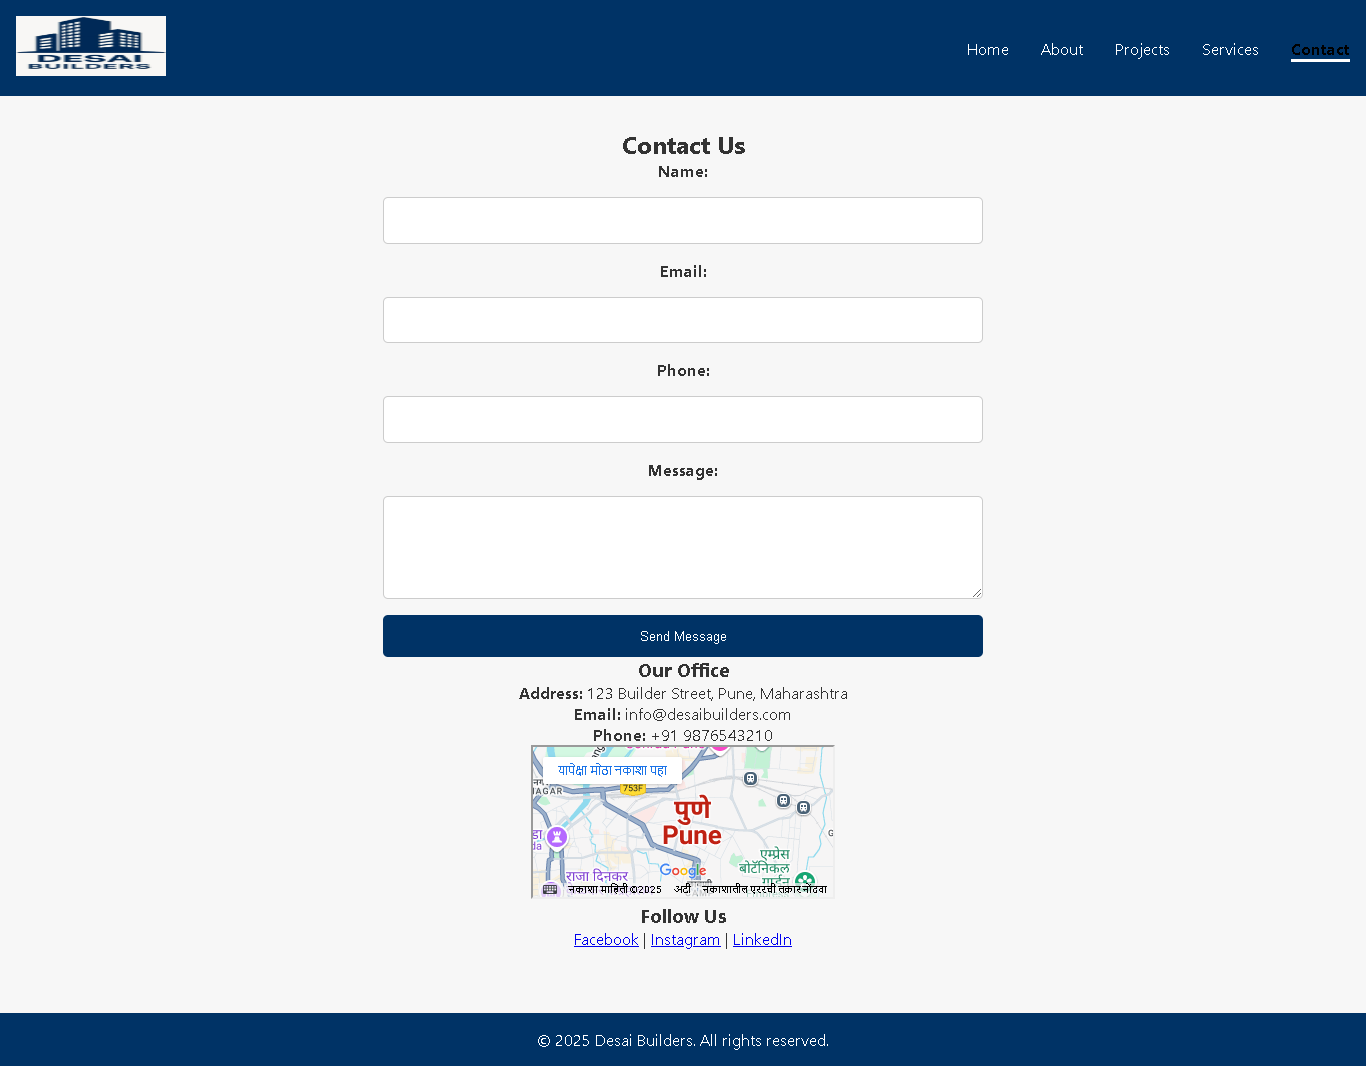 DESAI
BUILDERS
Home About Projects Services Contact
Contact Us
Name:
Email:
Phone:
Message:
Send Message
Our Office
Address: 123 Builder Street, Pune, Maharashtra
Email: info@desaibuilders.com
Phone: +91 9876543210
यापेक्षा मोठा नकाशा पहा
753F
NAGAR
पुणे
Pune
एम्प्रेस
बोटॅनिकल
गार्डन
राजा दिनकर
Google
नकाशा माहिती ©2025 अटी नकाशातील एररची तक्रार नोंदवा
Follow Us
Facebook | Instagram | LinkedIn
© 2025 Desai Builders. All rights reserved.